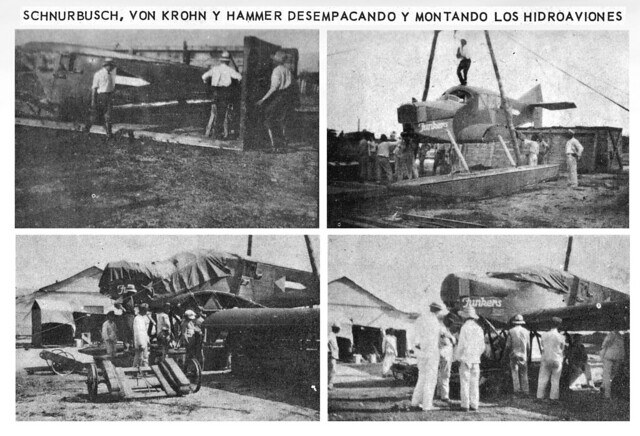 SCHNURBUSCH, VON KROHN Y HAMMER DESEMPACANDO Y MONTANDO LOS HIDROAVIONES
Junkers
Junkers